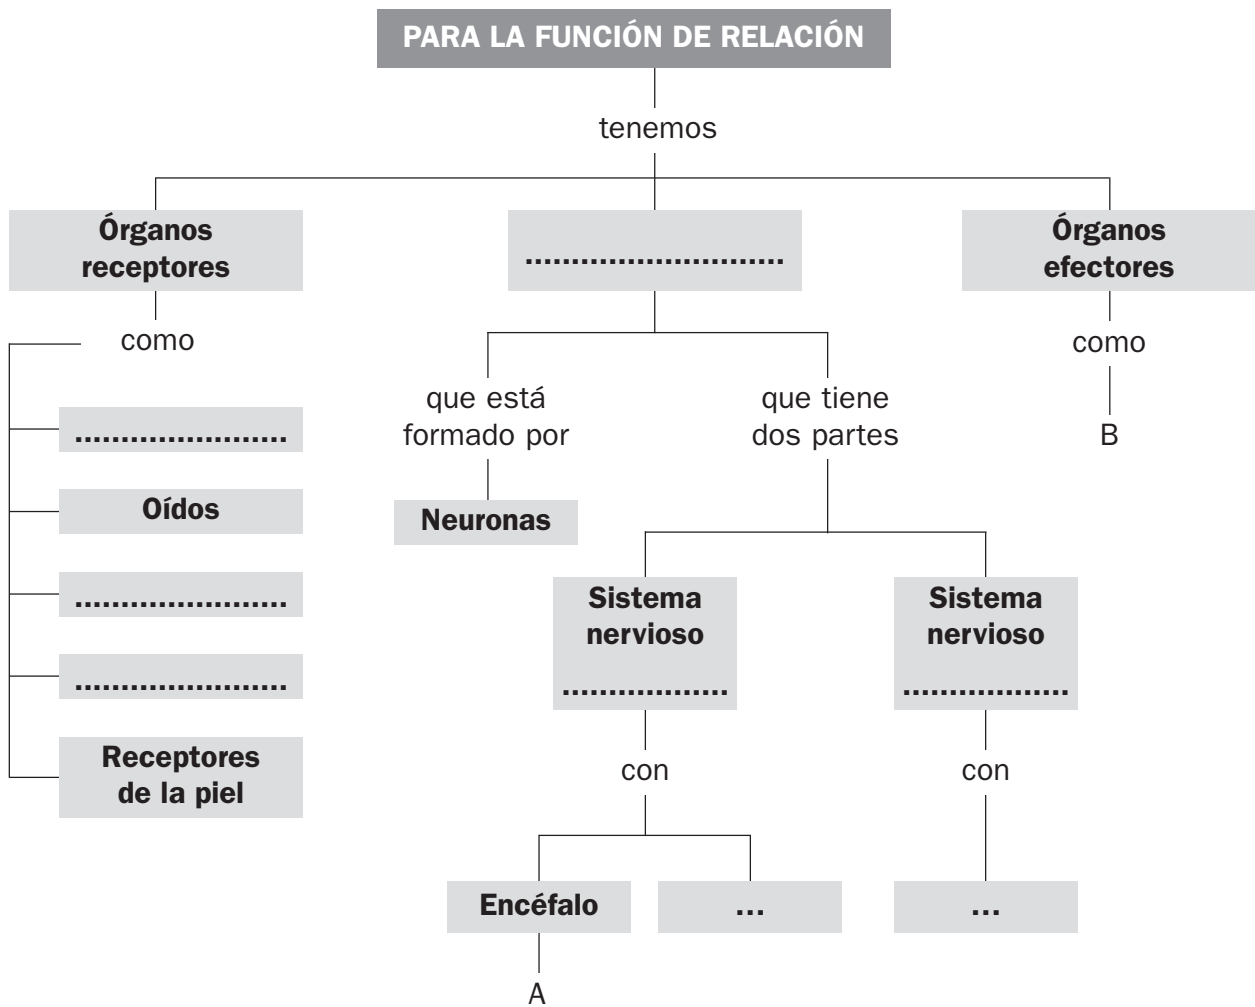 PARA LA FUNCIÓN DE RELACIÓN
tenemos
Órganos
receptores
...........................
Órganos
efectores
como
......................
Oídos
......................
......................
Receptores
de la piel
que está
formado por
Neuronas
que tiene
dos partes
Sistema
nervioso
..................
con
Encéfalo
A
...
Sistema
nervioso
..................
con
...
como
B